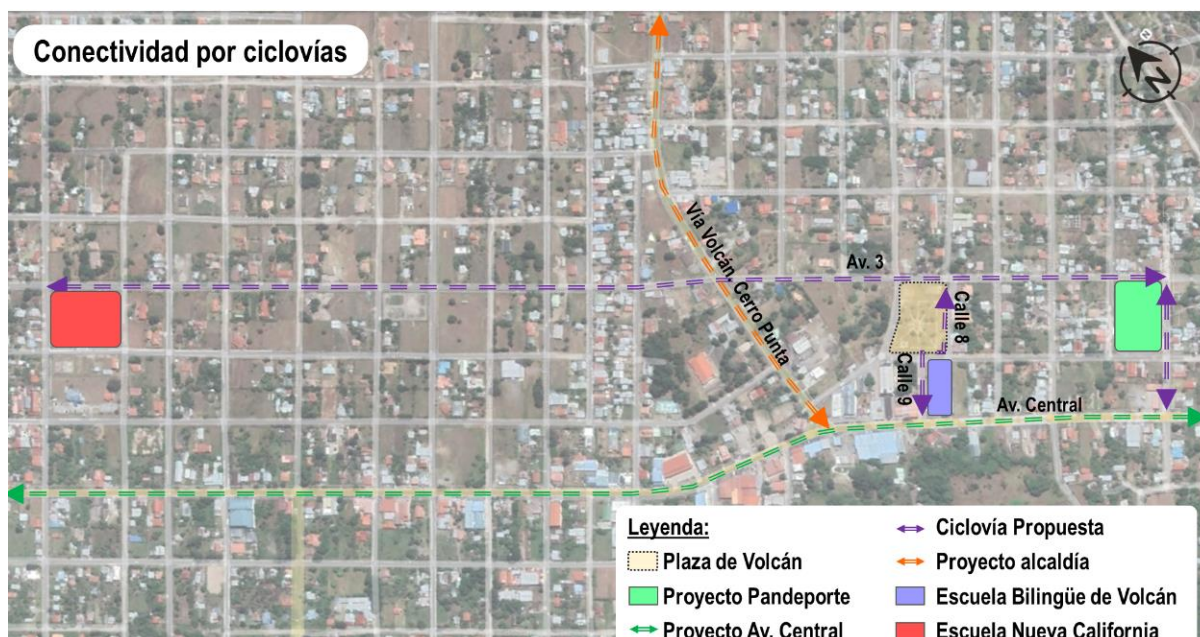 Conectividad por ciclovías
N
Vía Volcán, Cerro Punta
Av. 3
Calle 8
Calle 9
Av. Central
Leyenda:
Plaza de Volcán
Proyecto Pandeporte
Proyecto Av. Central
Ciclovía Propuesta
Proyecto alcaldía
Escuela Bilingüe de Volcán
Escuela Nueva California